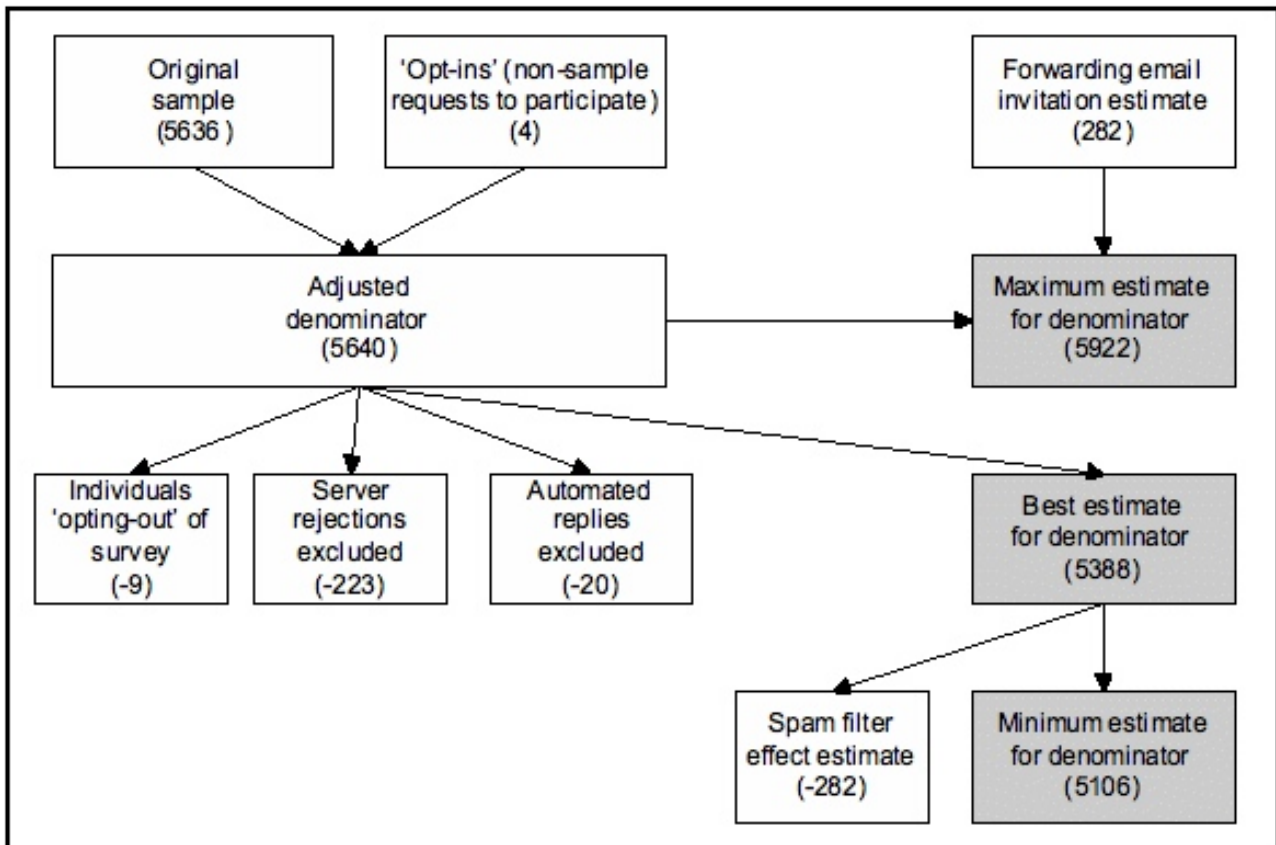 Original
sample
(5636 )
'Opt-ins' (non-sample
requests to participate)
(4)
Forwarding email
invitation estimate
(282)
Adjusted
denominator
(5640)
Maximum estimate
for denominator
(5922)
Individuals
'opting-out' of
survey
(-9)
Server
rejections
excluded
(-223)
Automated
replies
excluded
(-20)
Best estimate
for denominator
(5388)
Spam filter
effect estimate
(-282)
Minimum estimate
for denominator
(5106)